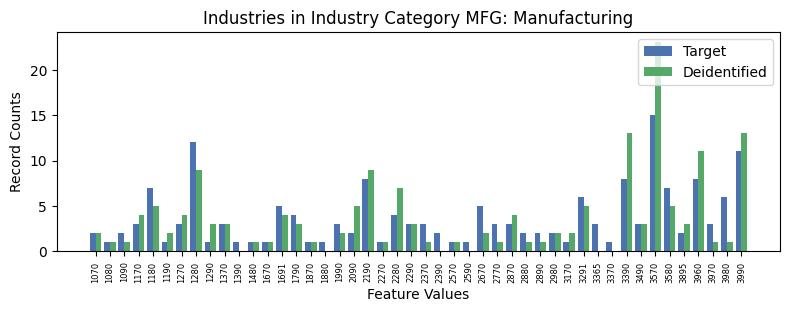 Industries in Industry Category MFG: Manufacturing
Target
Deidentified
Record Counts
20
15
10
5
0
1070 1080 1090 1170 1180 1190 1270 1280 1290 1370 1390 1480 1670 1691 1790 1870 1880 1990 2090 2190 2270 2280 2290 2370 2390 2570 2590 2670 2770 2870 2880 2890 2980 3170 3291 3365 3370 3390 3490 3570 3580 3895 3960 3970 3980 3990
Feature Values